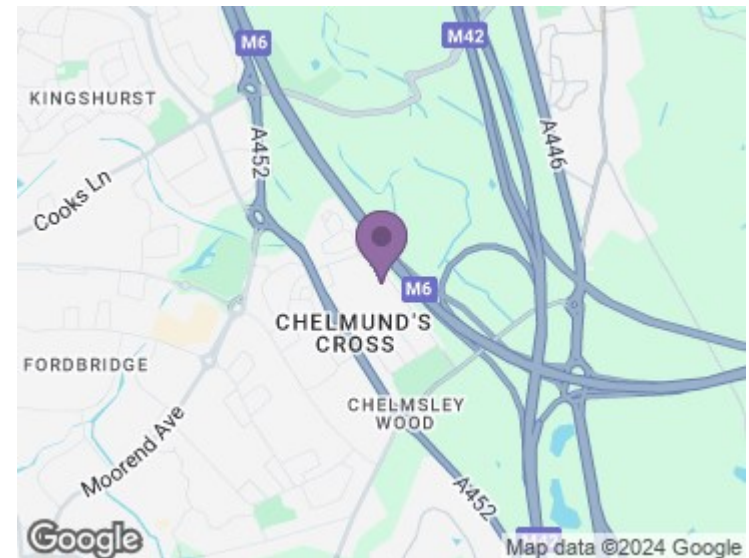 M6
M42
KINGSHURST
A452
A446
Cooks Ln
M6
CHELMUND'S
CROSS
FORDBRIDGE
CHELMSLEY
WOOD
Moorend Ave
A452
M42
Google
Map data ©2024 Google